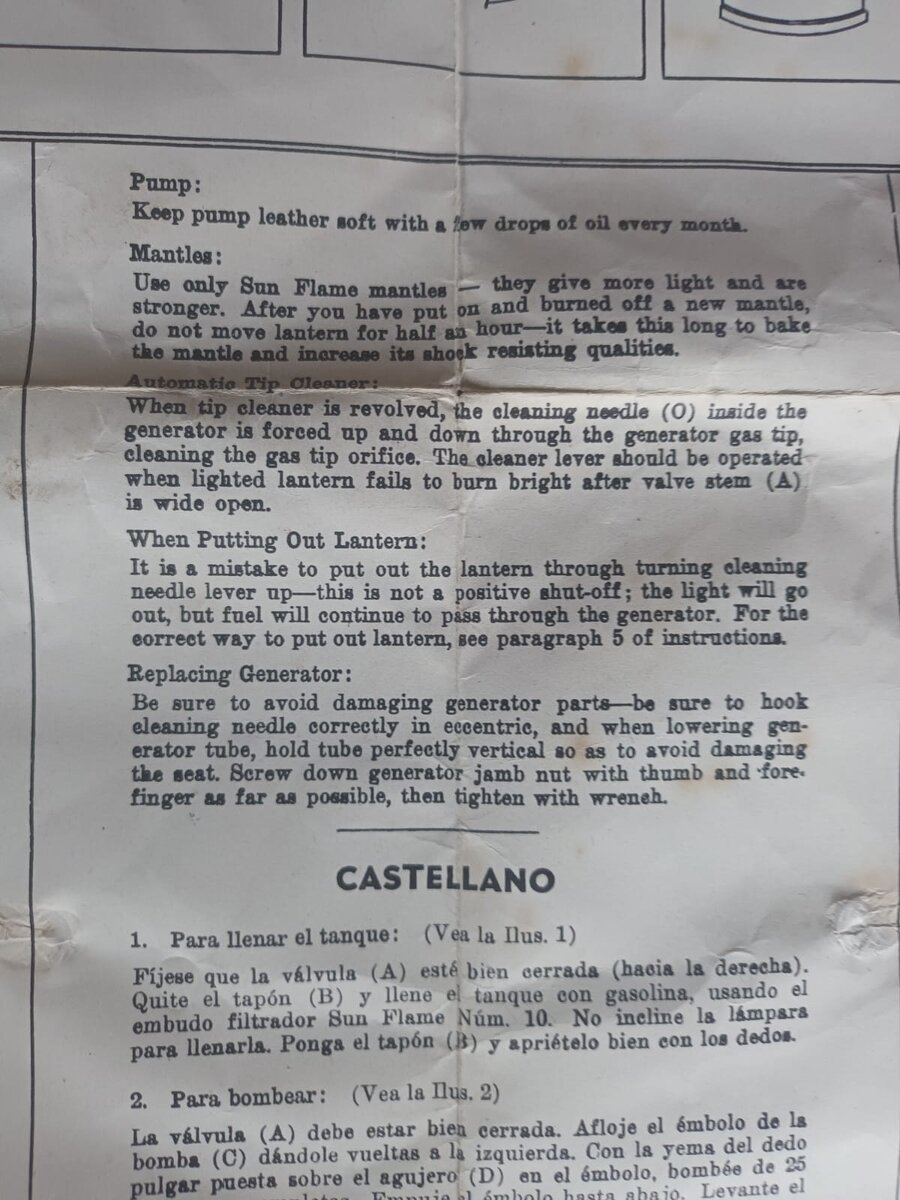 Pump:
Keep pump leather soft with a few drops of oil every month.
Mantles:
Use only Sun Flame mantles — they give more light and are
stronger. After you have put on and burned off a new mantle,
do not move lantern for half an hour—it takes this long to bake
the mantle and increase its shock resisting qualities.
Automatic Tip Cleaner:
When tip cleaner is revolved, the cleaning needle (O) inside the
generator is forced up and down through the generator gas tip,
cleaning the gas tip orifice. The cleaner lever should be operated
when lighted lantern fails to burn bright after valve stem (A)
is wide open.
When Putting Out Lantern:
It is a mistake to put out the lantern through turning cleaning
needle lever up—this is not a positive shut-off; the light will go
out, but fuel will continue to pass through the generator. For the
correct way to put out lantern, see paragraph 5 of instructions.
Replacing Generator:
Be sure to avoid damaging generator parts—be sure to hook
cleaning needle correctly in eccentric, and when lowering gen-
erator tube, hold tube perfectly vertical so as to avoid damaging
the seat. Screw down generator jamb nut with thumb and fore-
finger as far as possible, then tighten with wrench.
CASTELLANO
1. Para llenar el tanque: (Vea la Ilus. 1)
Fíjese que la válvula (A) esté bien cerrada (hacia la derecha).
Quite el tapón (B) y llene el tanque con gasolina, usando el
embudo filtrador Sun Flame Núm. 10. No incline la lámpara
para llenarla. Ponga el tapón (B) y apriételo bien con los dedos.
2. Para bombear: (Vea la Ilus. 2)
La válvula (A) debe estar bien cerrada. Afloje el émbolo de la
bomba (C) dándole vueltas a la izquierda. Con la yema del dedo
pulgar puesta sobre el agujero (D) en el émbolo, bombée de 25
Empuje el émbolo hasta abajo. Levante el